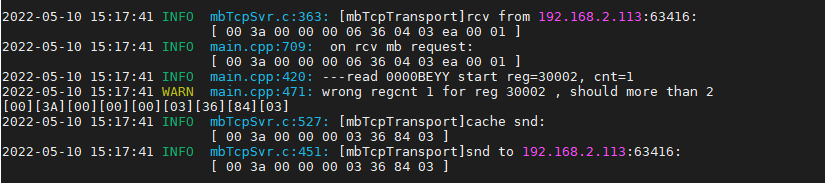 2022-05-10 15:17:41 INFO  mbTcpSvr.c:363: [mbTcpTransport]rcv from 192.168.2.113:63416:
[ 00 3a 00 00 00 06 36 04 03 ea 00 01 ]
2022-05-10 15:17:41 INFO  main.cpp:709:  on rcv mb request:
[ 00 3a 00 00 00 06 36 04 03 ea 00 01 ]
2022-05-10 15:17:41 INFO  main.cpp:420: ---read 0000BEYY start reg=30002, cnt=1
2022-05-10 15:17:41 WARN  main.cpp:471: wrong regcnt 1 for reg 30002 , should more than 2
[00][3A][00][00][00][03][36][84][03]
2022-05-10 15:17:41 INFO  mbTcpSvr.c:527: [mbTcpTransport]cache snd:
[ 00 3a 00 00 00 03 36 84 03 ]
2022-05-10 15:17:41 INFO  mbTcpSvr.c:451: [mbTcpTransport]snd to 192.168.2.113:63416:
[ 00 3a 00 00 00 03 36 84 03 ]